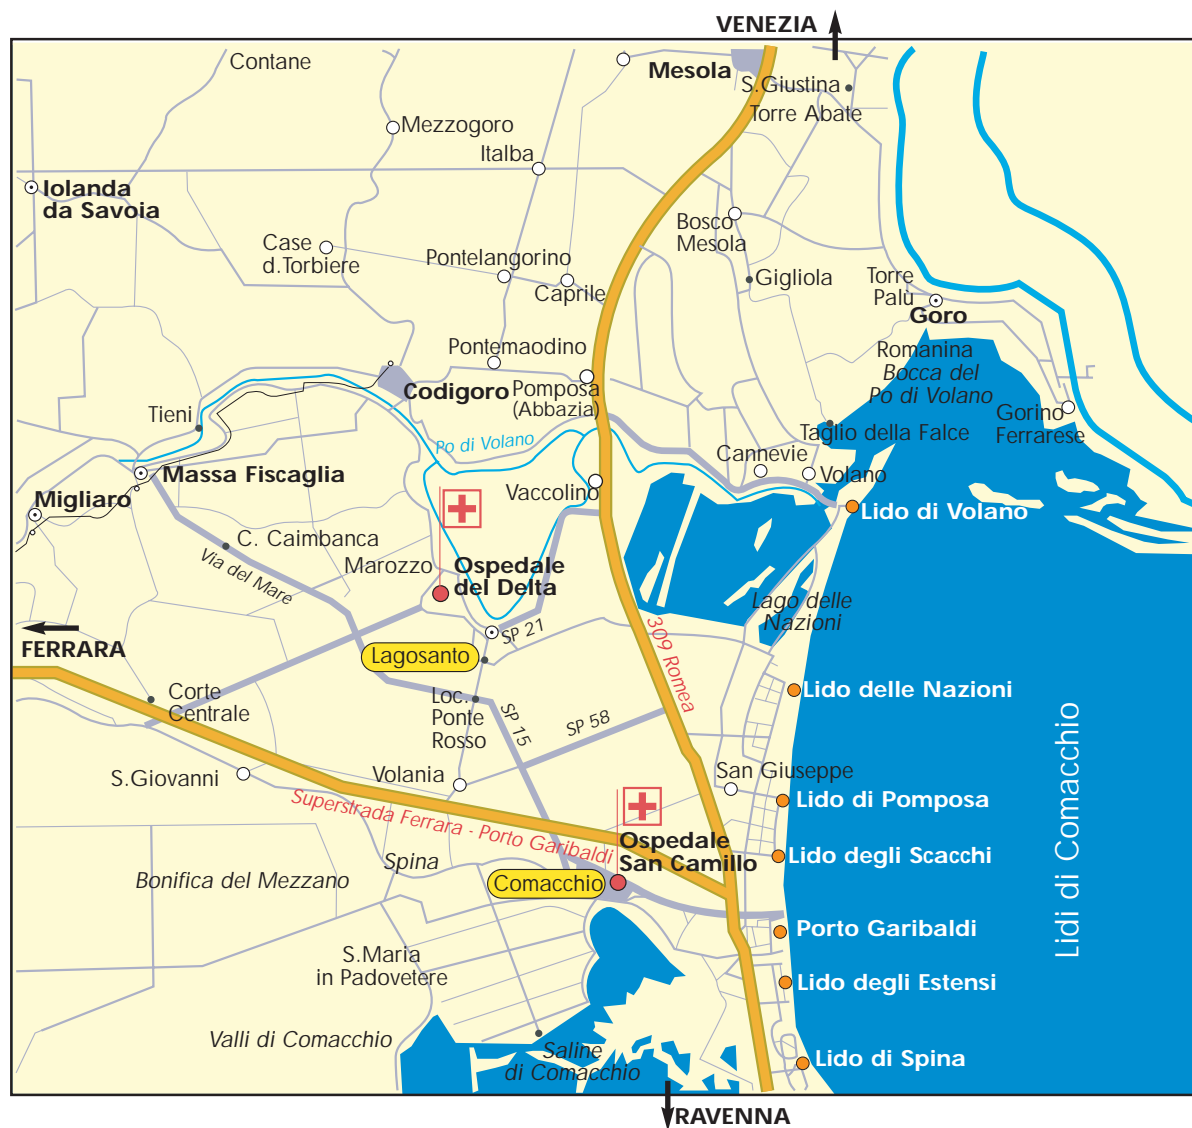 VENEZIA
Contane
Mesola
S.Giustina
Torre Abate
Mezzogoro
Italba
Iolanda
da Savoia
Bosco
Mesola
Case
d.Torbiere
Pontelangorino
Caprile
Gigliola
Torre
Palù
Goro
Pontemaodino
Romanina
Bocca del
Po di Volano
Codigoro
Pomposa
(Abbazia)
Tieni
Gorino
Ferrarese
Taglio della Falce
Po di Volano
Cannevie
Volano
Massa Fiscaglia
Migliaro
Vaccolino
Lido di Volano
C. Caimbanca
Via del Mare
Marozzo
Ospedale
del Delta
Lago delle
Nazioni
FERRARA
SP 21
Lagosanto
309 Romea
Corte
Centrale
Loc.
Ponte
Rosso
SP 15
SP 58
Lido delle Nazioni
Lidi di Comacchio
S.Giovanni
Volania
San Giuseppe
Superstrada Ferrara - Porto Garibaldi
Lido di Pomposa
Ospedale
San Camillo
Spina
Lido degli Scacchi
Bonifica del Mezzano
Comacchio
Porto Garibaldi
S.Maria
in Padovetere
Lido degli Estensi
Valli di Comacchio
Saline
di Comacchio
Lido di Spina
RAVENNA